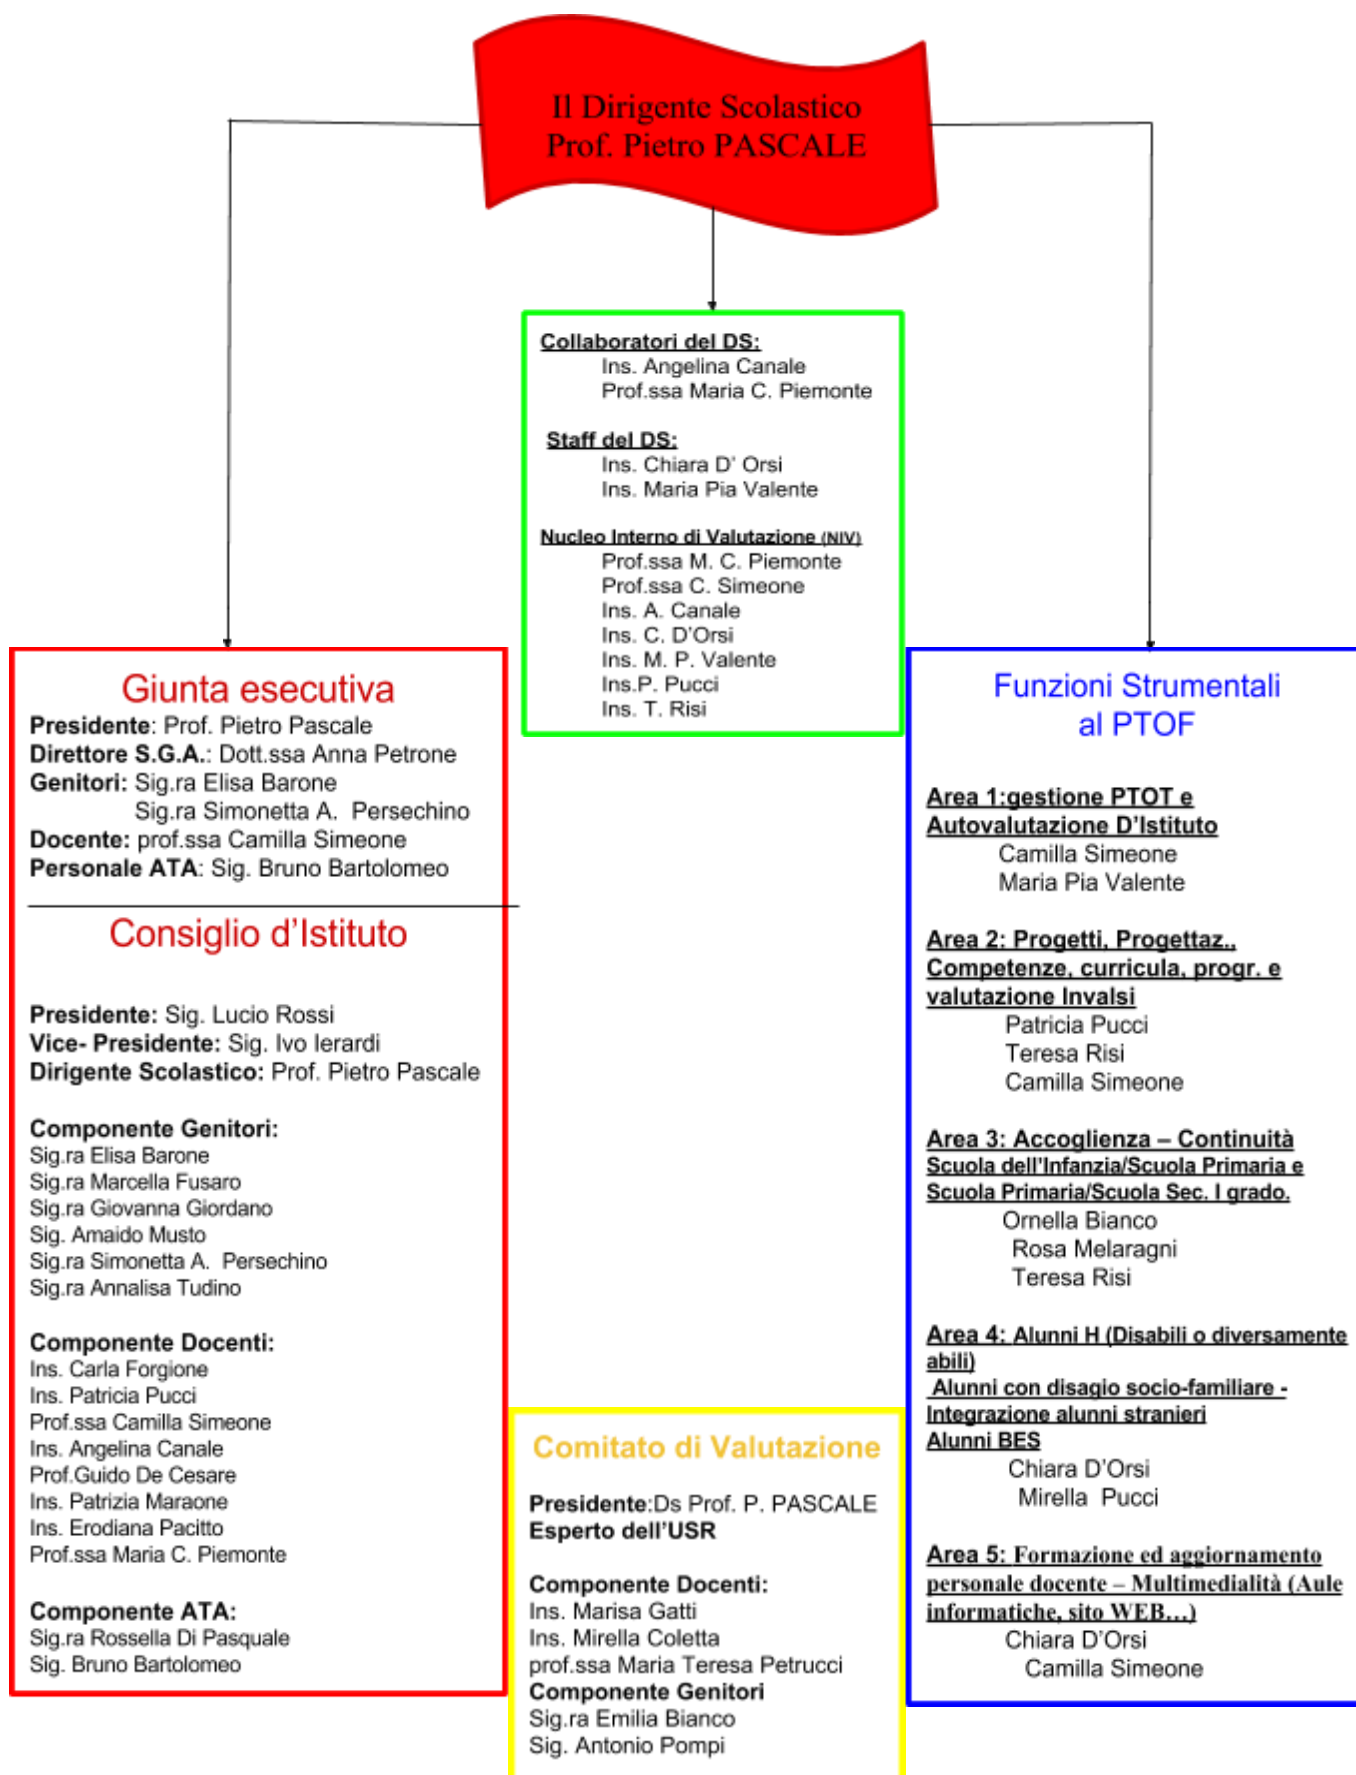 Il Dirigente Scolastico
Prof. Pietro PASCALE
Collaboratori del DS:
Ins. Angelina Canale
Prof.ssa Maria C. Piemonte
Staff del DS:
Ins. Chiara D' Orsi
Ins. Maria Pia Valente
Nucleo Interno di Valutazione (NIV)
Prof.ssa M. C. Piemonte
Prof.ssa C. Simeone
Ins. A. Canale
Ins. C. D'Orsi
Ins. M. P. Valente
Ins.P. Pucci
Ins. T. Risi
Giunta esecutiva
Presidente: Prof. Pietro Pascale
Direttore S.G.A.: Dott.ssa Anna Petrone
Genitori: Sig.ra Elisa Barone
Sig.ra Simonetta A. Persechino
Docente: prof.ssa Camilla Simeone
Personale ATA: Sig. Bruno Bartolomeo
Consiglio d'Istituto
Presidente: Sig. Lucio Rossi
Vice- Presidente: Sig. Ivo Ierardi
Dirigente Scolastico: Prof. Pietro Pascale
Componente Genitori:
Sig.ra Elisa Barone
Sig.ra Marcella Fusaro
Sig.ra Giovanna Giordano
Sig. Amaido Musto
Sig.ra Simonetta A. Persechino
Sig.ra Annalisa Tudino
Componente Docenti:
Ins. Carla Forgione
Ins. Patricia Pucci
Prof.ssa Camilla Simeone
Ins. Angelina Canale
Prof.Guido De Cesare
Ins. Patrizia Maraone
Ins. Erodiana Pacitto
Prof.ssa Maria C. Piemonte
Componente ATA:
Sig.ra Rossella Di Pasquale
Sig. Bruno Bartolomeo
Comitato di Valutazione
Presidente:Ds Prof. P. PASCALE
Esperto dell'USR
Componente Docenti:
Ins. Marisa Gatti
Ins. Mirella Coletta
prof.ssa Maria Teresa Petrucci
Componente Genitori
Sig.ra Emilia Bianco
Sig. Antonio Pompi
Funzioni Strumentali
al PTOF
Area 1:gestione PTOT e
Autovalutazione D'Istituto
Camilla Simeone
Maria Pia Valente
Area 2: Progetti, Progettaz.,
Competenze, curricula, progr. e
valutazione Invalsi
Patricia Pucci
Teresa Risi
Camilla Simeone
Area 3: Accoglienza – Continuità
Scuola dell'Infanzia/Scuola Primaria e
Scuola Primaria/Scuola Sec. I grado.
Ornella Bianco
Rosa Melaragni
Teresa Risi
Area 4: Alunni H (Disabili o diversamente
abili)
Alunni con disagio socio-familiare -
Integrazione alunni stranieri
Alunni BES
Chiara D'Orsi
Mirella Pucci
Area 5: Formazione ed aggiornamento
personale docente – Multimedialità (Aule
informatiche, sito WEB…)
Chiara D'Orsi
Camilla Simeone